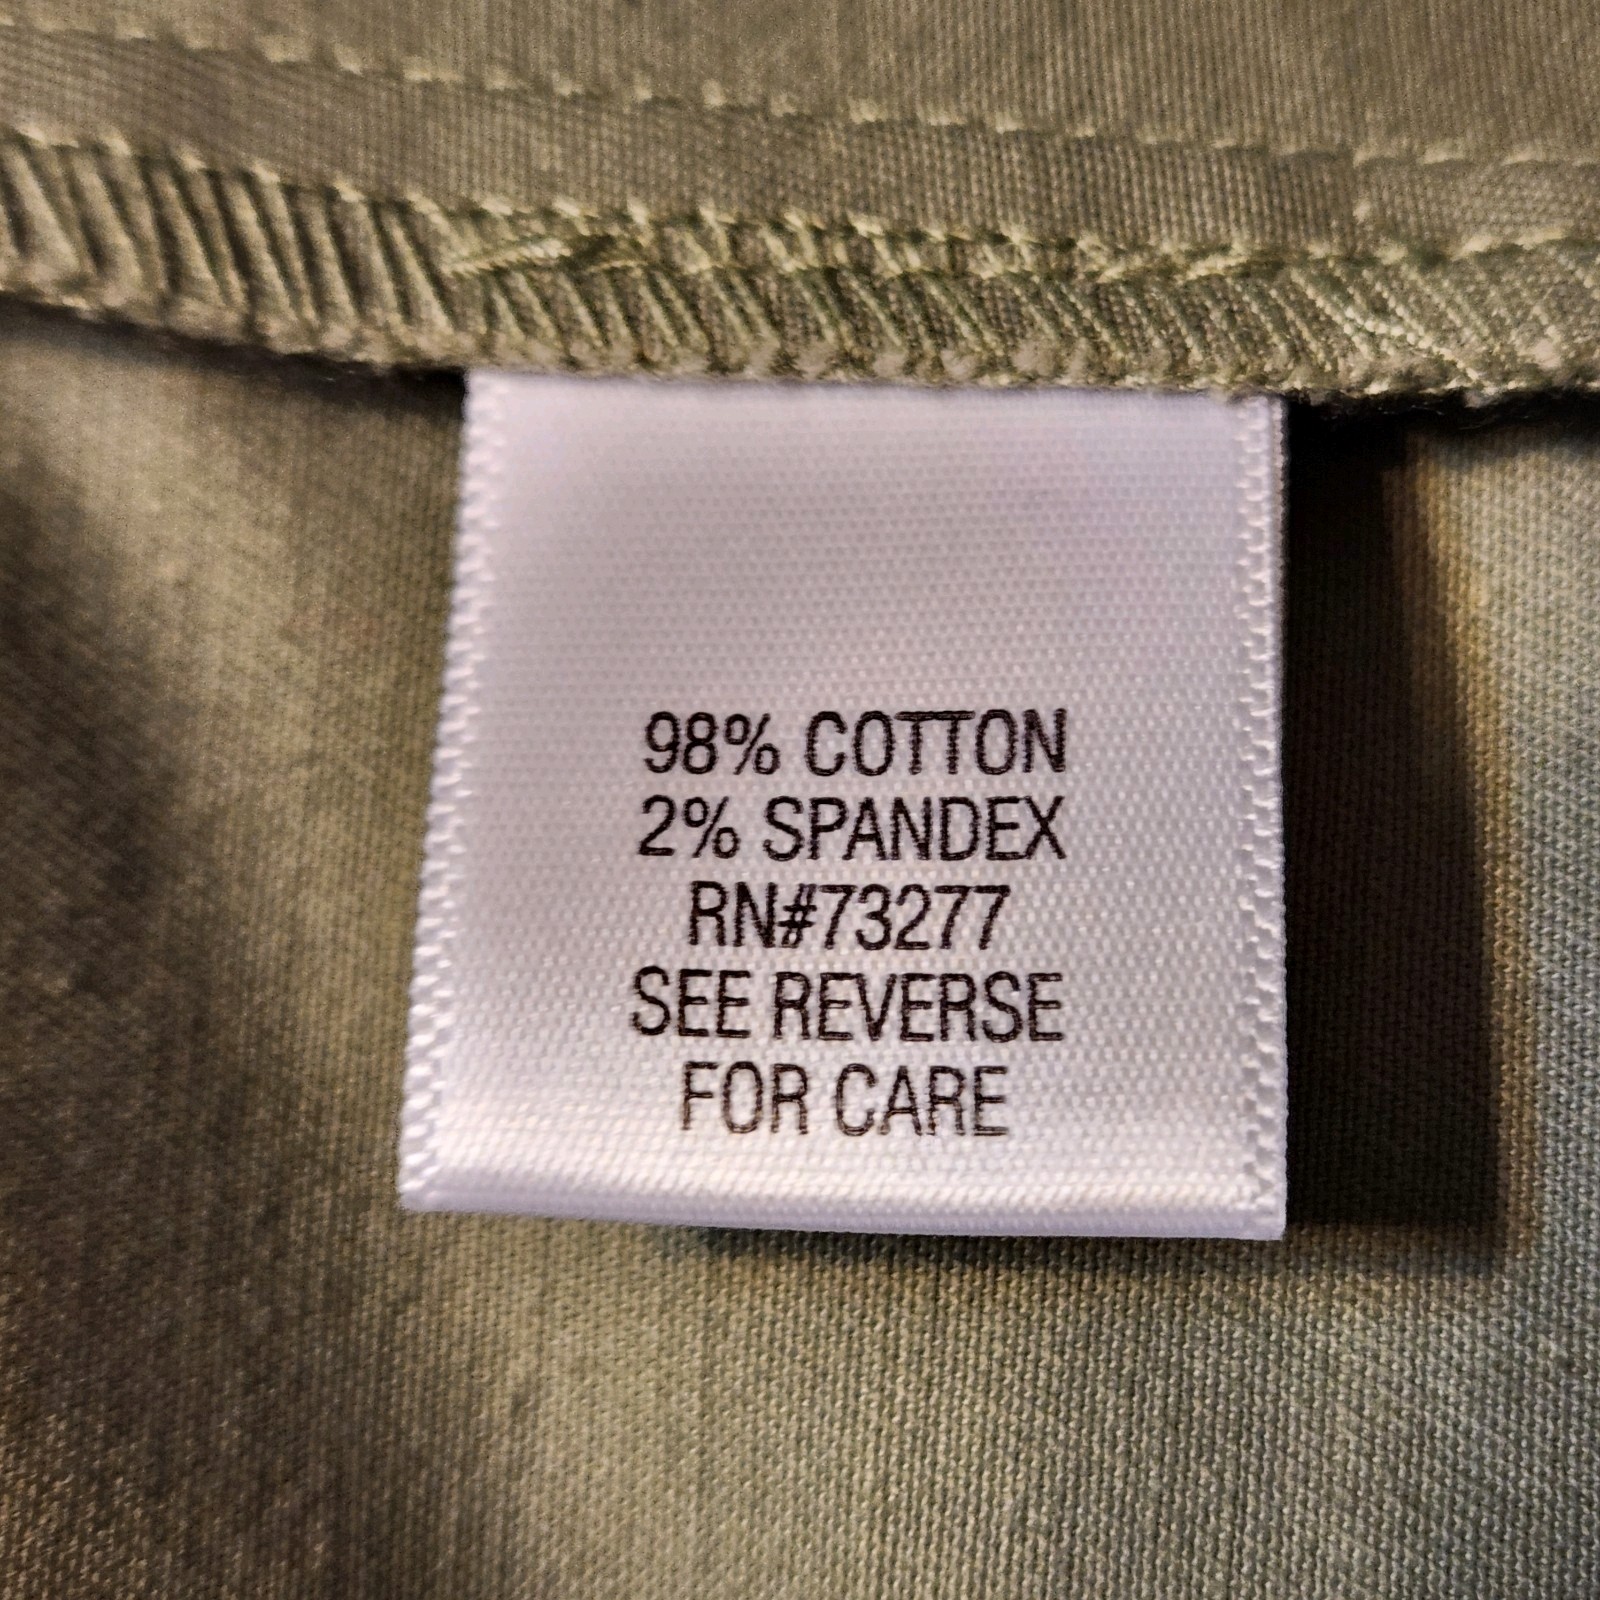 98% COTTON
2% SPANDEX
RN#73277
SEE REVERSE
FOR CARE